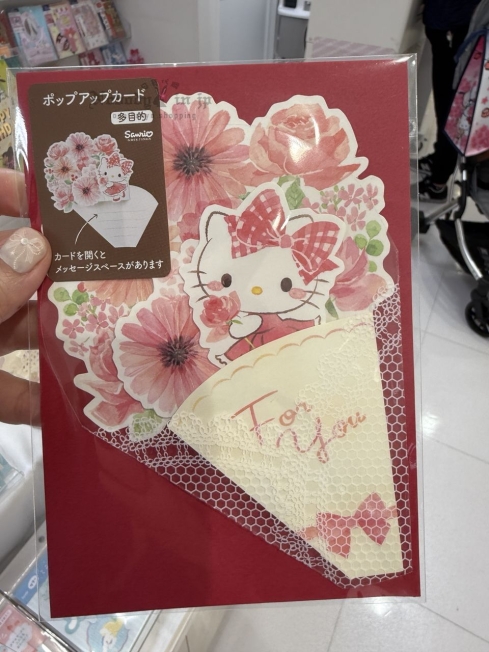 ポップアップカード
多目的
Sanrio
カードを開くと
メッセージスペースがあります
For
You